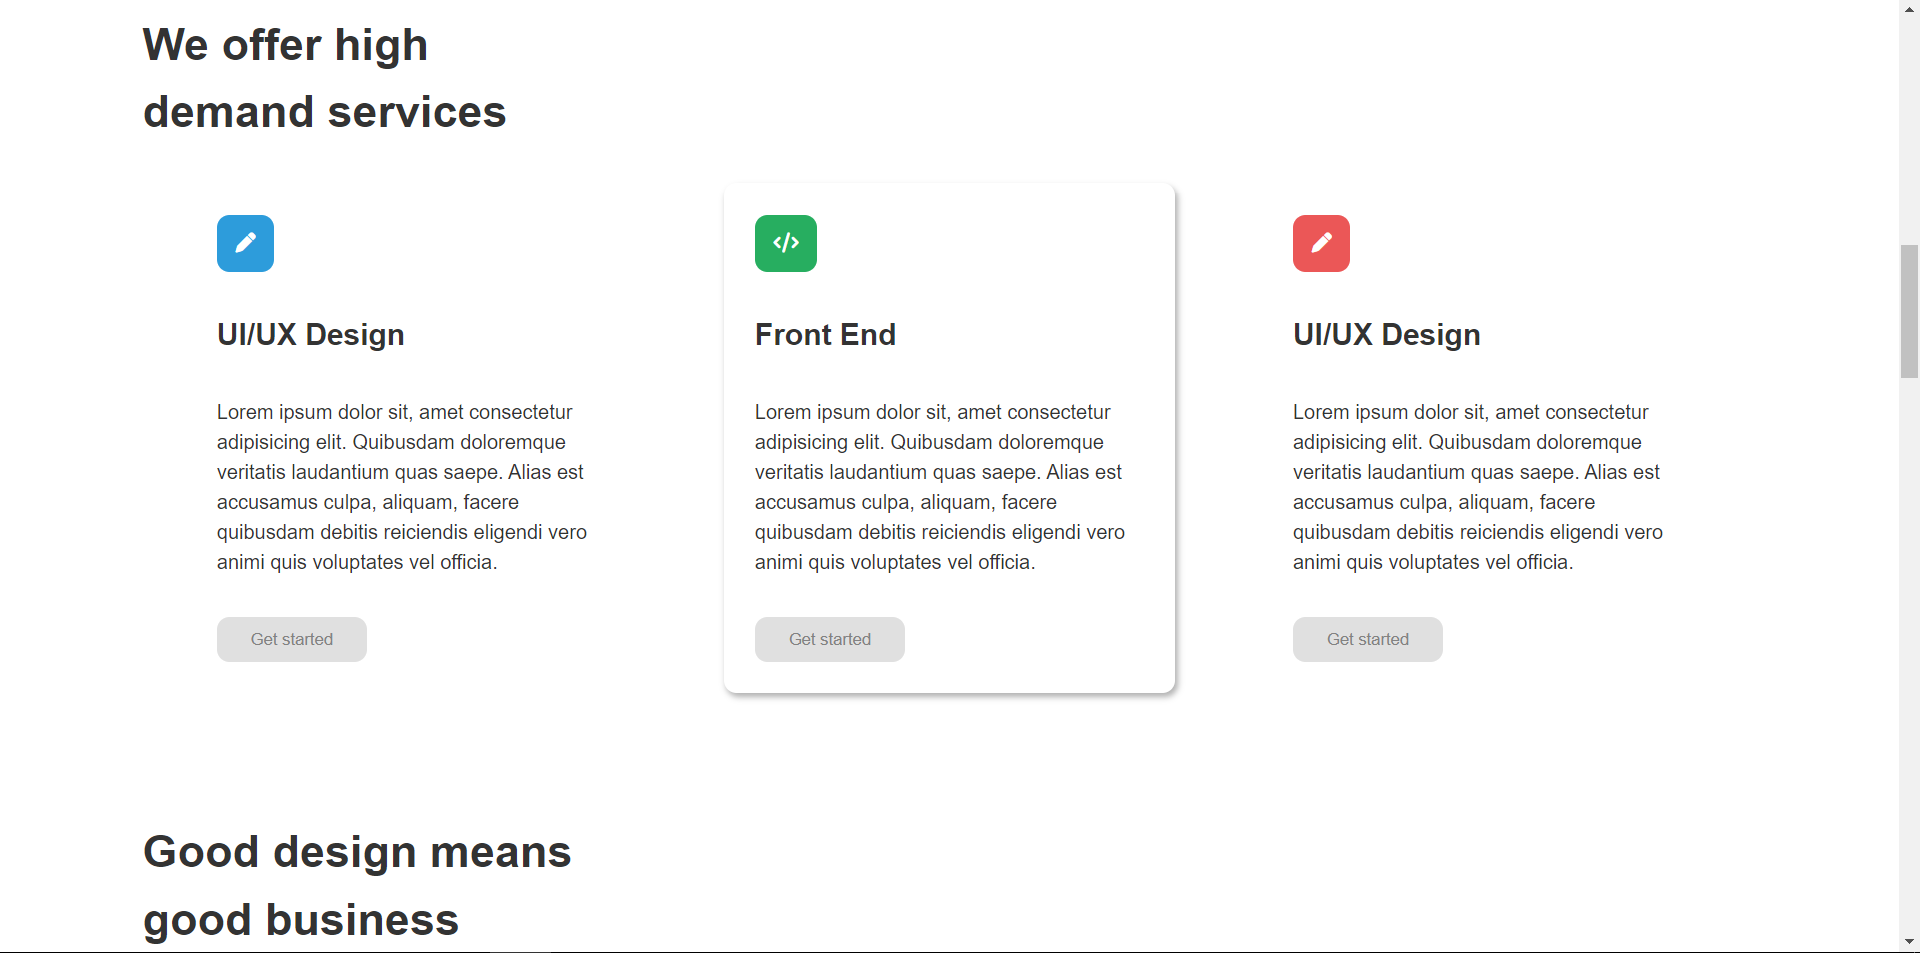 We offer high
demand services
UI/UX Design
Lorem ipsum dolor sit, amet consectetur
adipisicing elit. Quibusdam doloremque
veritatis laudantium quas saepe. Alias est
accusamus culpa, aliquam, facere
quibusdam debitis reiciendis eligendi vero
animi quis voluptates vel officia.
Get started
Front End
Lorem ipsum dolor sit, amet consectetur
adipisicing elit. Quibusdam doloremque
veritatis laudantium quas saepe. Alias est
accusamus culpa, aliquam, facere
quibusdam debitis reiciendis eligendi vero
animi quis voluptates vel officia.
Get started
UI/UX Design
Lorem ipsum dolor sit, amet consectetur
adipisicing elit. Quibusdam doloremque
veritatis laudantium quas saepe. Alias est
accusamus culpa, aliquam, facere
quibusdam debitis reiciendis eligendi vero
animi quis voluptates vel officia.
Get started
Good design means
good business